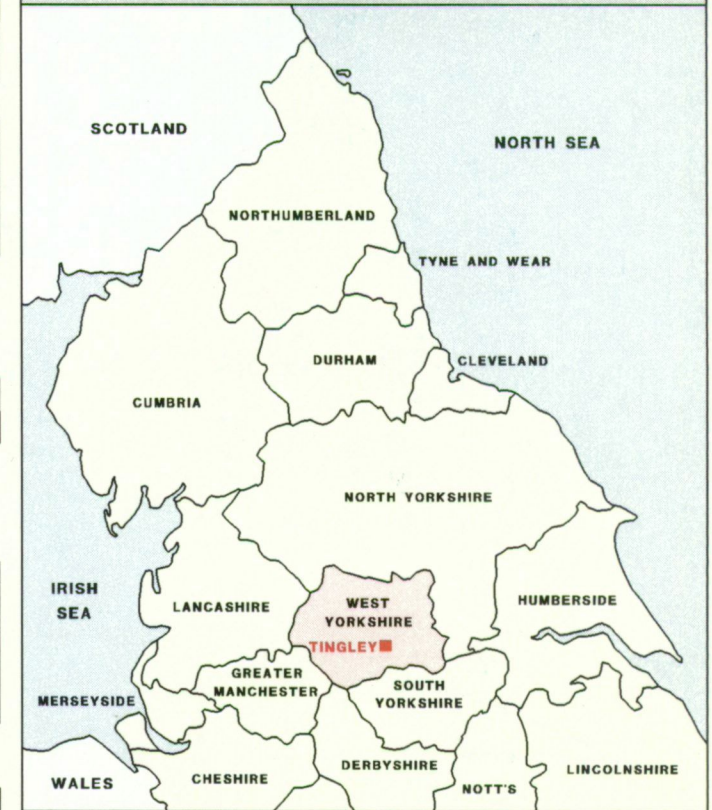 SCOTLAND
NORTH SEA
NORTHUMBERLAND
TYNE AND WEAR
DURHAM
CLEVELAND
CUMBRIA
NORTH YORKSHIRE
IRISH
SEA
LANCASHIRE
WEST
YORKSHIRE
HUMBERSIDE
TINGLEY
GREATER
MANCHESTER
SOUTH
YORKSHIRE
MERSEYSIDE
WALES
CHESHIRE
DERBYSHIRE
NOTT'S
LINCOLNSHIRE